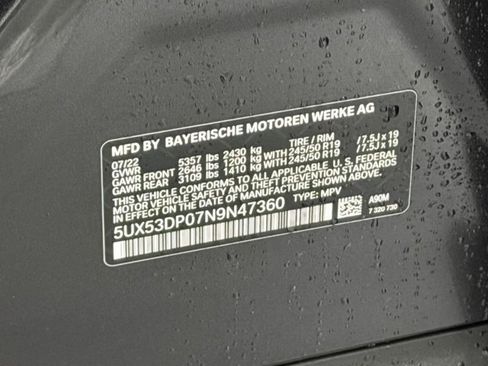 MFD BY BAYERISCHE MOTOREN WERKE AG
07/22 TIRE / RIM
GVWR 5357 lbs 2430 kg
GAWR FRONT 2646 lbs 1200 kg WITH 245/50 R19 /7.5J x 19
GAWR REAR 3109 lbs 1410 kg WITH 245/50 R19 /7.5J x 19
THIS VEHICLE CONFORMS TO ALL APPLICABLE U.S. FEDERAL
MOTOR VEHICLE SAFETY AND THEFT PREVENTION STANDARDS
IN EFFECT ON THE DATE OF MANUFACTURE SHOWN ABOVE.
5UX53DP07N9N47360 TYPE: MPV
A90M
7 320 730